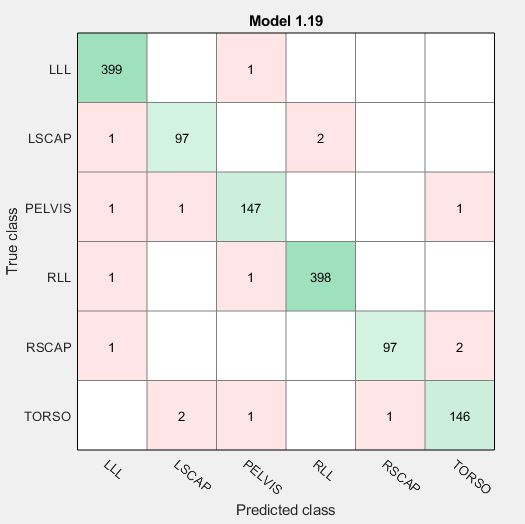 Model 1.19
True class
LLL 399 1
LSCAP 1 97 2
PELVIS 1 1 147 1
RLL 1 1 398
RSCAP 1 97 2
TORSO 2 1 1 146
LLL LSCAP PELVIS RLL RSCAP TORSO
Predicted class